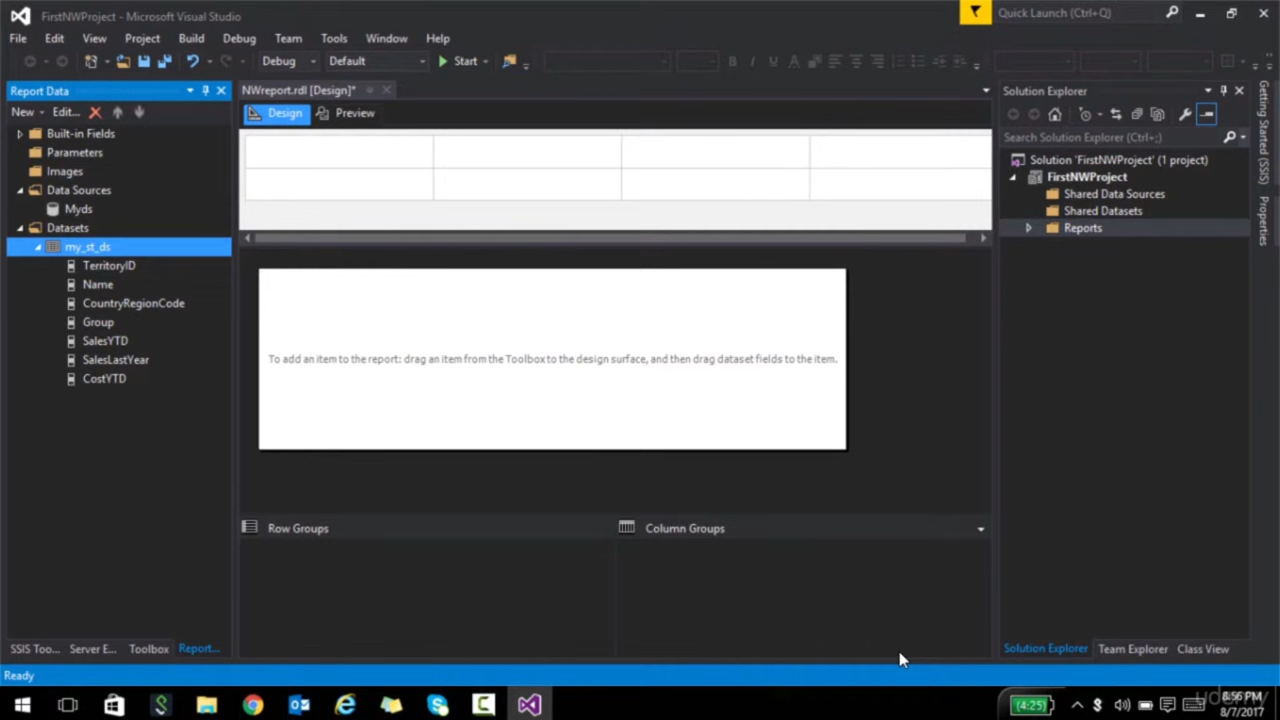 FirstNWProject - Microsoft Visual Studio
Quick Launch (Ctrl+Q)
File Edit View Project Build Debug Team Tools Window Help
Debug Default Start
Report Data
NWreport.rdl [Design]*
Solution Explorer
New Edit...
Design Preview
Search Solution Explorer (Ctrl+;)
Built-in Fields
Parameters
Images
Data Sources
Myds
Datasets
my_st_ds
TerritoryID
Name
CountryRegionCode
Group
SalesYTD
SalesLastYear
CostYTD
Solution 'FirstNWProject' (1 project)
FirstNWProject
Shared Data Sources
Shared Datasets
Reports
Getting Started (SSIS)
Properties
To add an item to the report: drag an item from the Toolbox to the design surface, and then drag dataset fields to the item.
Row Groups
Column Groups
SSIS Too... Server E... Toolbox Report...
Solution Explorer Team Explorer Class View
Ready
(4:25)
8:56 PM
8/7/2017
udemy